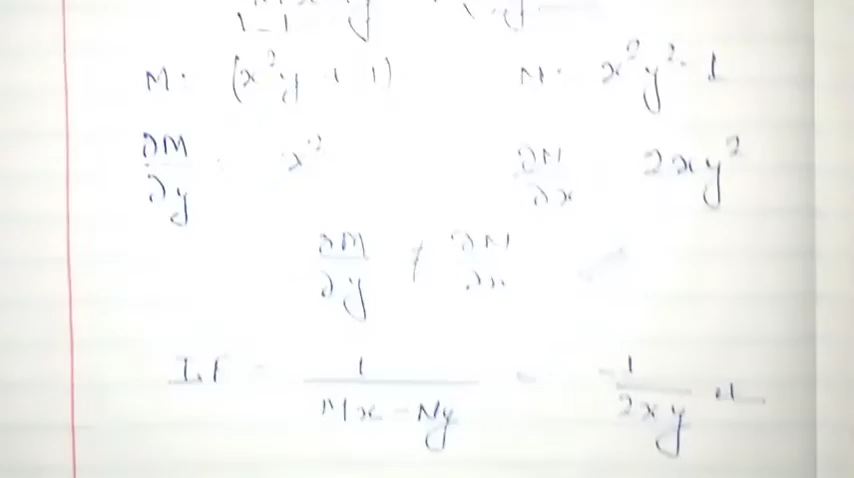 M = (x²y + 1) N = x²y² - 1
∂M/∂y = x² ∂N/∂x 2xy²
∂M/∂y ≠ ∂N/∂x
I.F = 1/(Mx - Ny) = 1/2xy